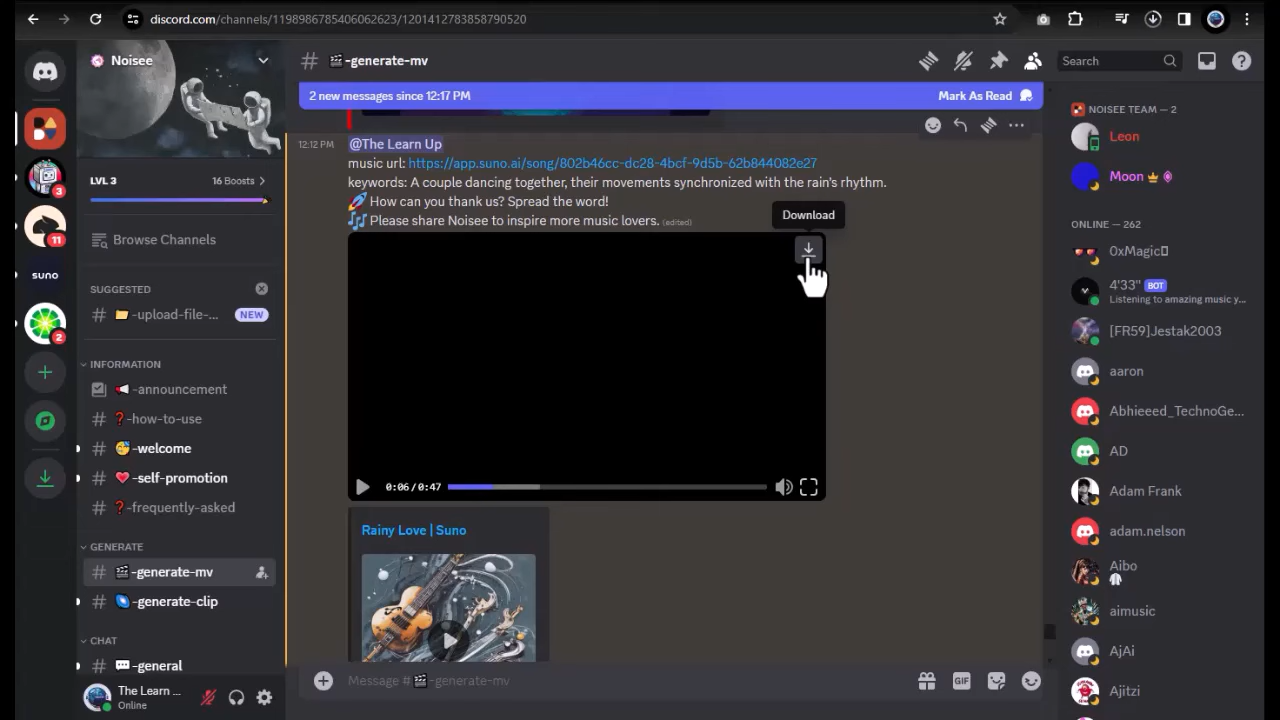 discord.com/channels/1198986785406062623/1201412783858790520
Noisee
LVL 3
16 Boosts
Browse Channels
SUGGESTED
-upload-file-...
NEW
INFORMATION
-announcement
-how-to-use
-welcome
-self-promotion
-frequently-asked
GENERATE
-generate-mv
-generate-clip
CHAT
-general
The Learn ...
Online
3
11
suno
2
# -generate-mv
2 new messages since 12:17 PM
Mark As Read
12:12 PM
@The Learn Up
music url: https://app.suno.ai/song/802b46cc-dc28-4bcf-9d5b-62b844082e27
keywords: A couple dancing together, their movements synchronized with the rain's rhythm.
🚀 How can you thank us? Spread the word!
🎶 Please share Noisee to inspire more music lovers. (edited)
Download
0:06/0:47
Rainy Love | Suno
Message # -generate-mv
GIF
Search
NOISEE TEAM — 2
Leon
Moon
ONLINE — 262
0xMagic
4'33" BOT
Listening to amazing music y...
[FR59]Jestak2003
aaron
Abhieeed_TechnoGe...
AD
Adam Frank
adam.nelson
Aibo
aimusic
AjAi
Ajitzi